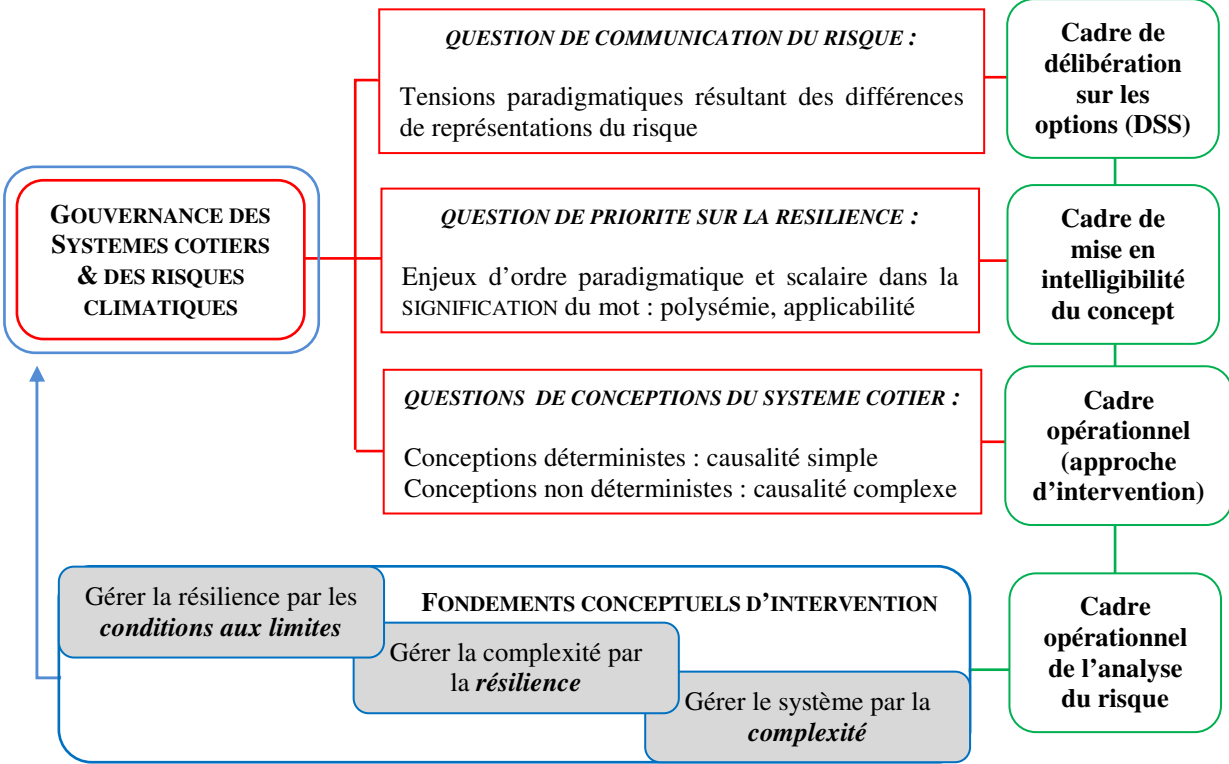 QUESTION DE COMMUNICATION DU RISQUE :
Tensions paradigmatiques résultant des différences
de représentations du risque
Cadre de
délibération
sur les
options (DSS)
GOUVERNANCE DES
SYSTEMES COTIERS
& DES RISQUES
CLIMATIQUES
QUESTION DE PRIORITE SUR LA RESILIENCE :
Enjeux d’ordre paradigmatique et scalaire dans la
SIGNIFICATION du mot : polysémie, applicabilité
Cadre de
mise en
intelligibilité
du concept
QUESTIONS DE CONCEPTIONS DU SYSTEME COTIER :
Conceptions déterministes : causalité simple
Conceptions non déterministes : causalité complexe
Cadre
opérationnel
(approche
d’intervention)
FONDEMENTS CONCEPTUELS D’INTERVENTION
Gérer la résilience par les
conditions aux limites
Gérer la complexité par
la résilience
Gérer le système par la
complexité
Cadre
opérationnel
de l’analyse
du risque